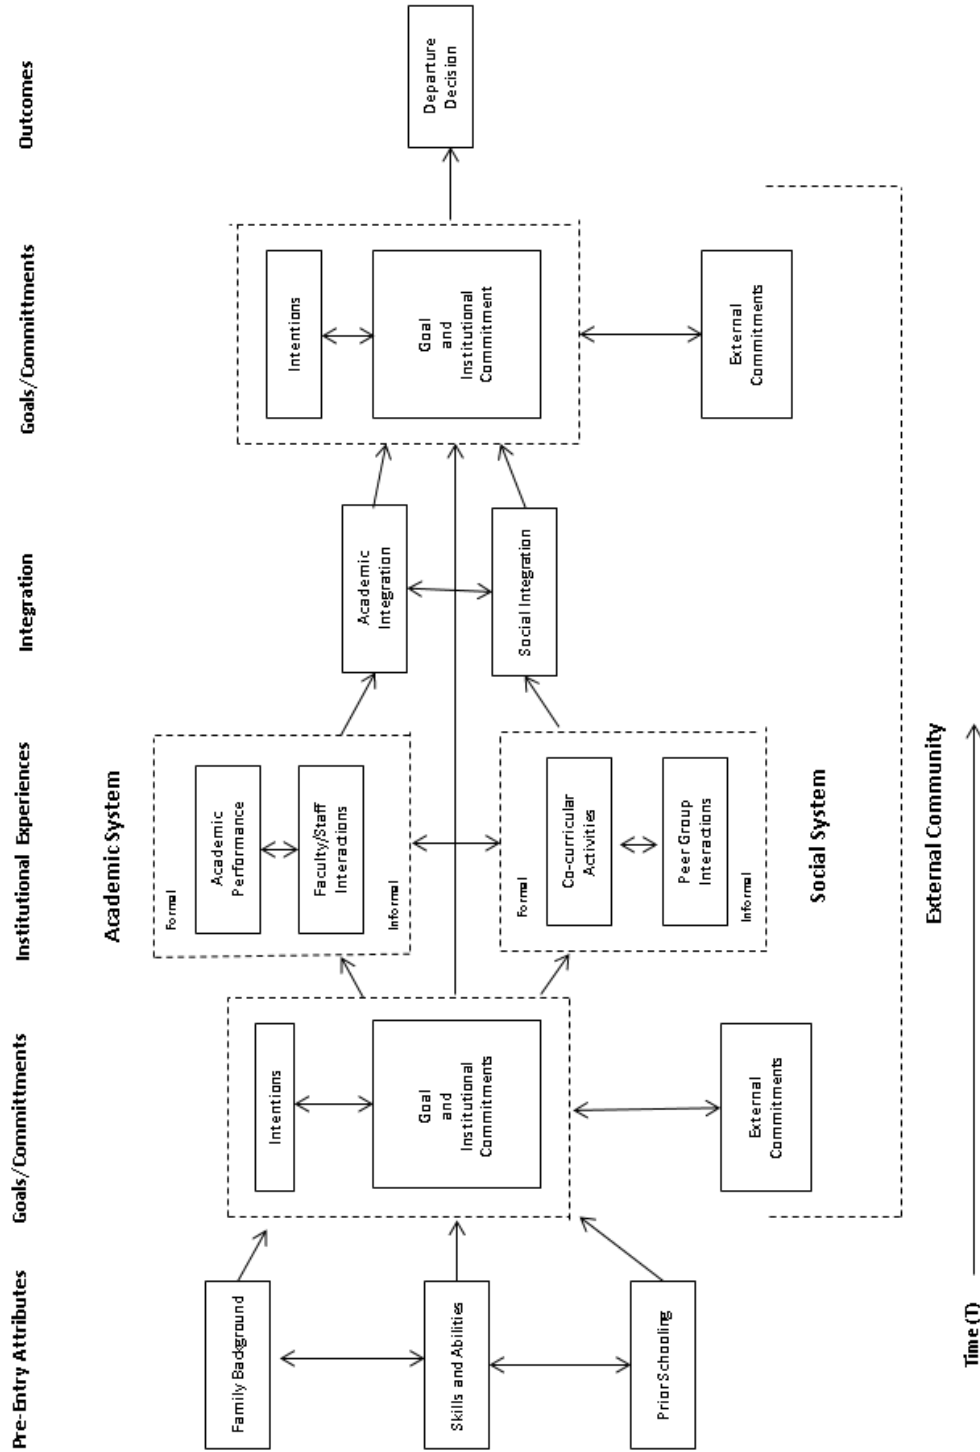 Pre-Entry Attributes
Goals/Committments
Institutional Experiences
Integration
Goals/Committments
Outcomes
Family Background
Skills and Abilities
Prior Schooling
Intentions
Goal
and
Institutional
Commitments
External
Commitments
Academic System
Formal
Academic
Performance
Faculty/Staff
Interactions
Informal
Formal
Co-curricular
Activities
Peer Group
Interactions
Informal
Social System
Academic
Integration
Social Integration
Intentions
Goal
and
Institutional
Commitment
External
Commitments
Departure
Decision
External Community
Time (T)